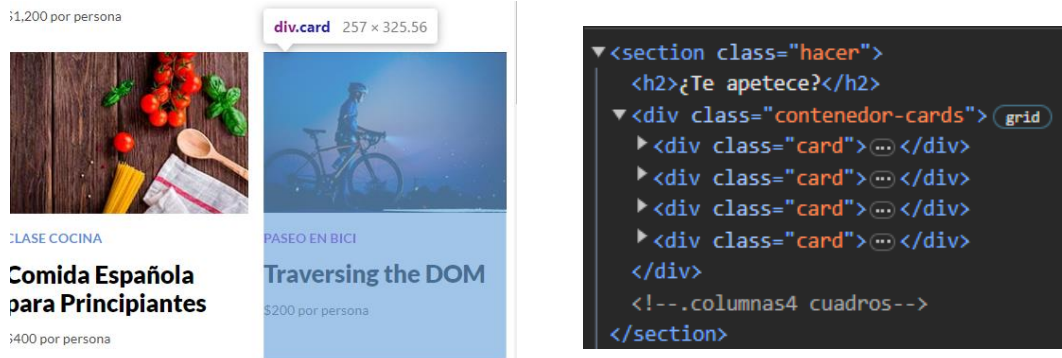 $1,200 por persona
div.card 257 × 325.56
CLASE COCINA
Comida Española
para Principiantes
$400 por persona
PASEO EN BICI
Traversing the DOM
$200 por persona
▼<section class="hacer">
<h2>¿Te apetece?</h2>
▼<div class="contenedor-cards"> grid
▶<div class="card">…</div>
▶<div class="card">…</div>
▶<div class="card">…</div>
▶<div class="card">…</div>
</div>
<!--.columnas4 cuadros-->
</section>